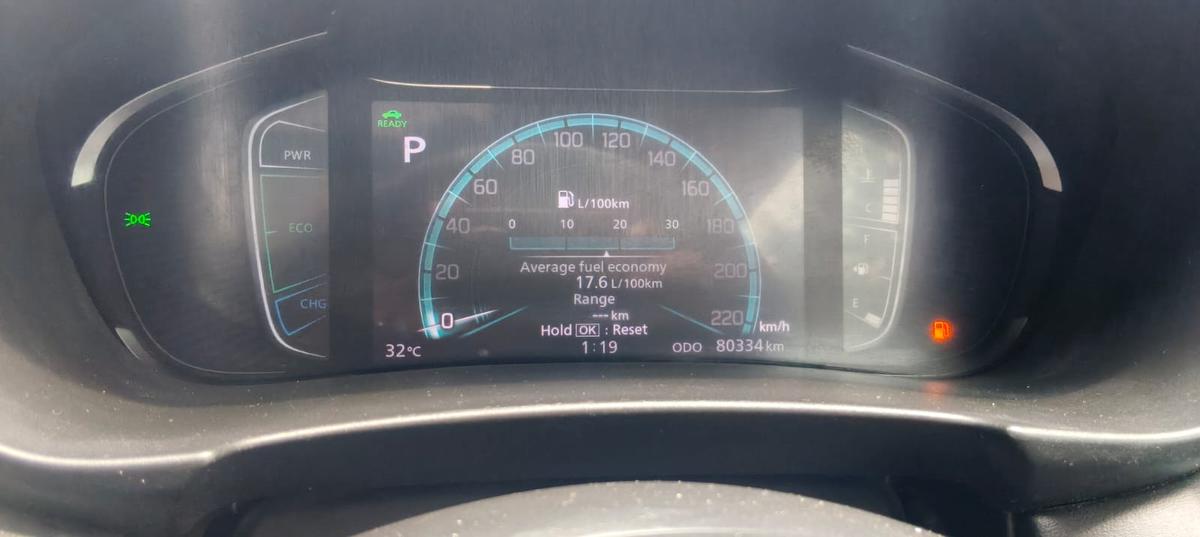 READY
P
PWR
ECO
CHG
0
20
40
60
80
100
120
140
160
180
200
220
km/h
L/100km
0 10 20 30
Average fuel economy
17.6 L/100km
Range
--- km
Hold OK : Reset
32°C
1:19
ODO 80334 km
C
F
E